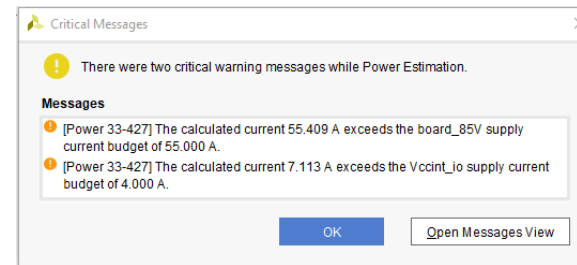 Critical Messages
There were two critical warning messages while Power Estimation.
Messages
[Power 33-427] The calculated current 55.409 A exceeds the board_85V supply
current budget of 55.000 A.
[Power 33-427] The calculated current 7.113 A exceeds the Vccint_io supply current
budget of 4.000 A.
OK
Open Messages View